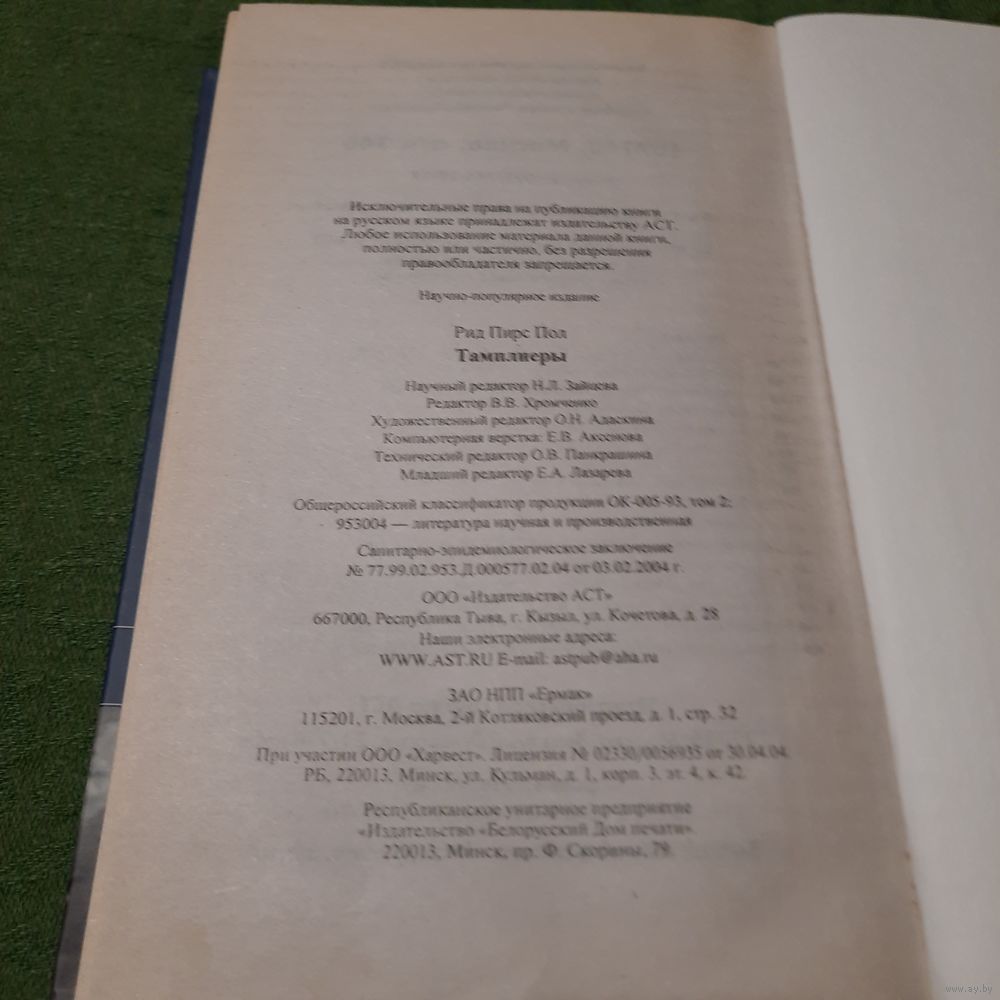 Исключительные права на публикацию книги
на русском языке принадлежат издательству АСТ.
Любое использование материала данной книги,
полностью или частично, без разрешения
правообладателя запрещается.
Научно-популярное издание
Рид Пирс Пол
Тамплиеры
Научный редактор Н.Л. Зайцева
Редактор В.В. Хромченко
Художественный редактор О.Н. Адаскина
Компьютерная верстка: Е.В. Аксенова
Технический редактор О.В. Панкрашина
Младший редактор Е.А. Лазарева
Общероссийский классификатор продукции ОК-005-93, том 2;
953004 — литература научная и производственная
Санитарно-эпидемиологическое заключение
№ 77.99.02.953.Д.000577.02.04 от 03.02.2004 г.
ООО «Издательство АСТ»
667000, Республика Тыва, г. Кызыл, ул. Кочетова, д. 28
Наши электронные адреса:
WWW.AST.RU E-mail: astpub@aha.ru
ЗАО НПП «Ермак»
115201, г. Москва, 2-й Котляковский проезд, д. 1, стр. 32
При участии ООО «Харвест». Лицензия № 02330/0056935 от 30.04.04.
РБ, 220013, Минск, ул. Кульман, д. 1, корп. 3, эт. 4, к. 42.
Республиканское унитарное предприятие
«Издательство «Белорусский Дом печати».
220013, Минск, пр. Ф. Скорины, 79.
www.ay.by